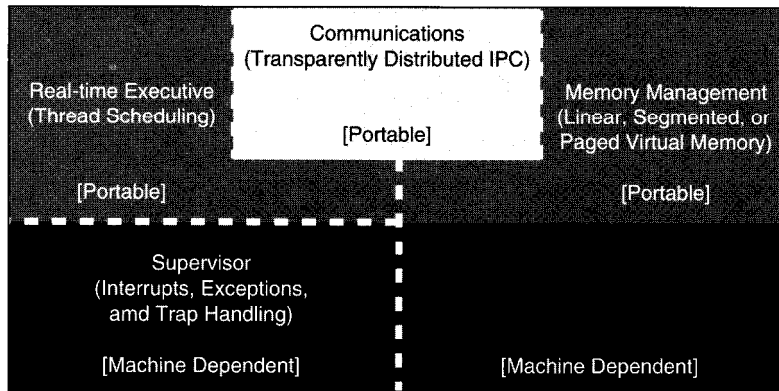 Communications
(Transparently Distributed IPC)
[Portable]
Real-time Executive
(Thread Scheduling)
[Portable]
Memory Management
(Linear, Segmented, or
Paged Virtual Memory)
[Portable]
Supervisor
(Interrupts, Exceptions,
amd Trap Handling)
[Machine Dependent]
[Machine Dependent]